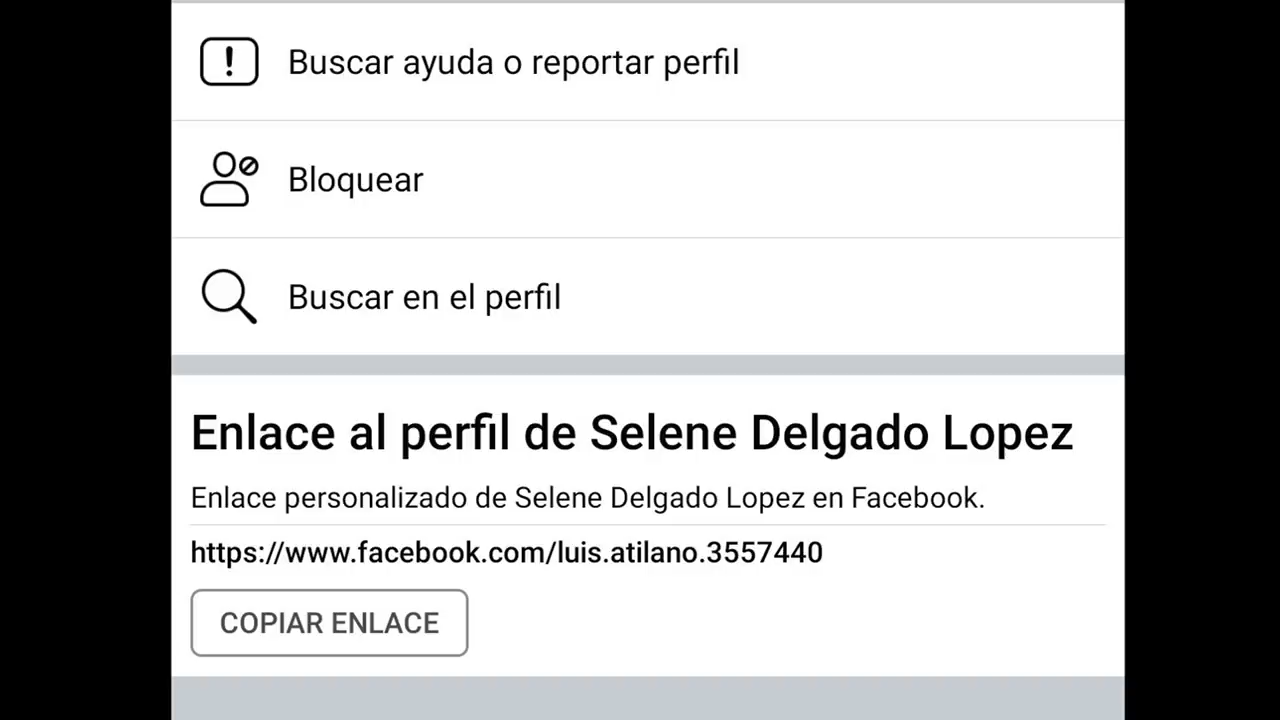 Buscar ayuda o reportar perfil
Bloquear
Buscar en el perfil
Enlace al perfil de Selene Delgado Lopez
Enlace personalizado de Selene Delgado Lopez en Facebook.
https://www.facebook.com/luis.atilano.3557440
COPIAR ENLACE